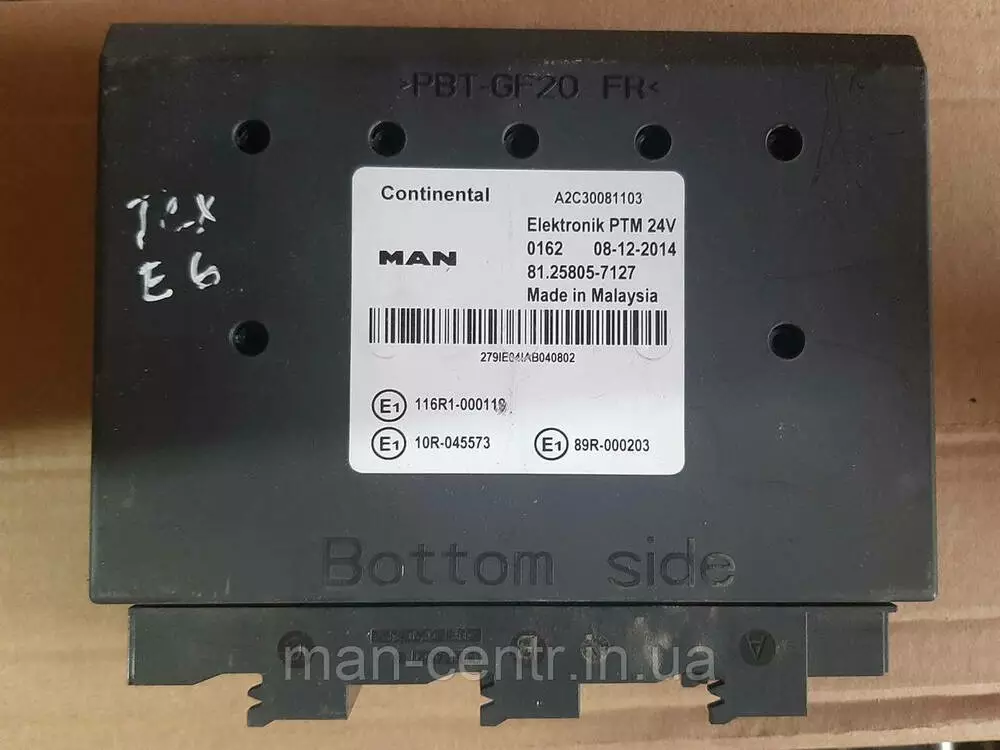 >PBT-GF20 FR<
Continental
A2C30081103
Elektronik PTM 24V
MAN
0162 08-12-2014
81.25805-7127
Made in Malaysia
279IE04IAB040802
E1 116R1-000119
E1 10R-045573
E1 89R-000203
E6
Bottom side
A
man-centr.in.ua